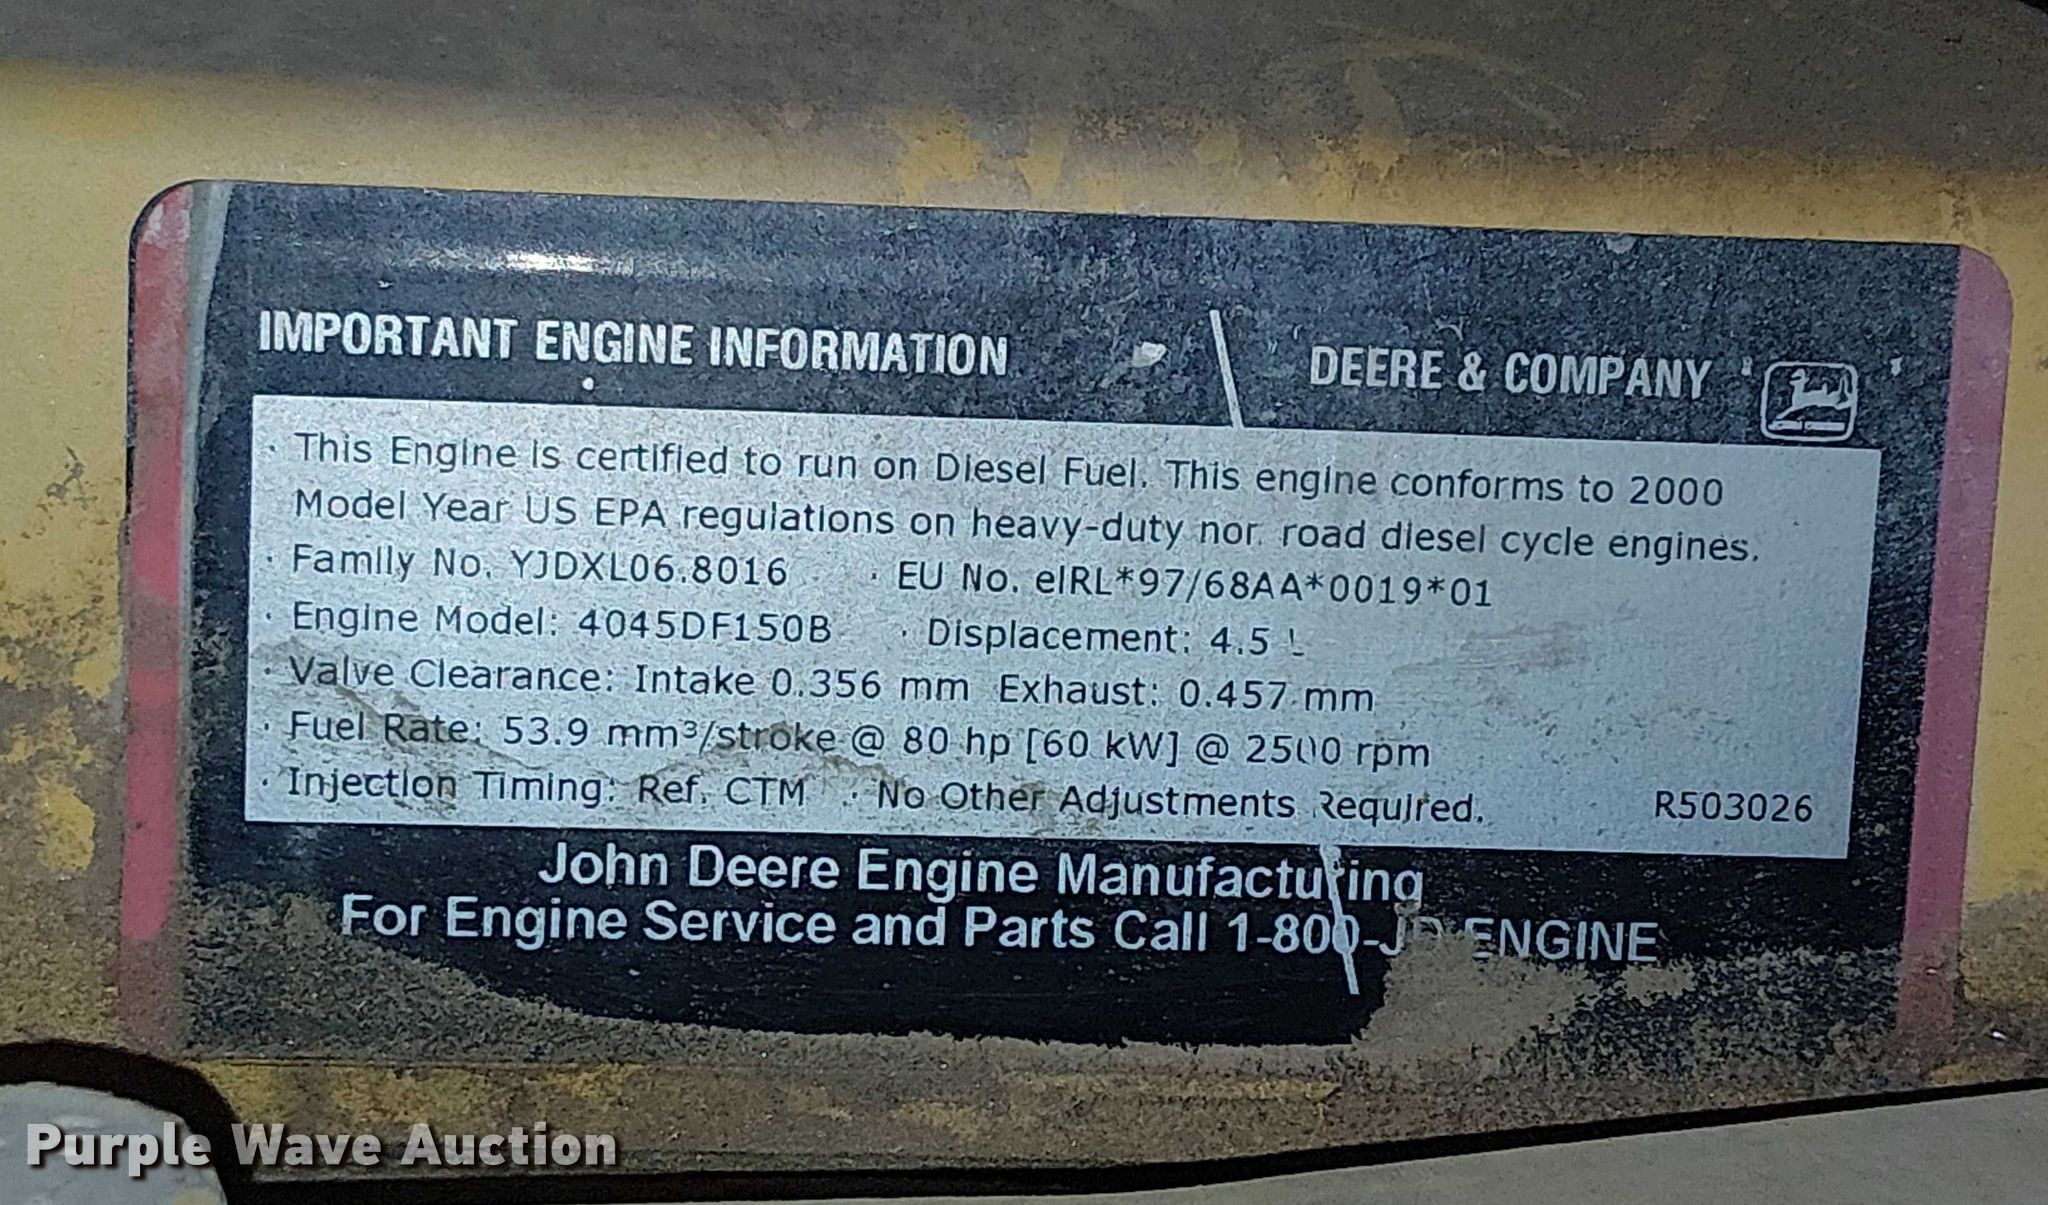 IMPORTANT ENGINE INFORMATION
DEERE & COMPANY
· This Engine is certified to run on Diesel Fuel. This engine conforms to 2000
Model Year US EPA regulations on heavy-duty nor road diesel cycle engines.
· Family No. YJDXL06.8016 · EU No. eIRL*97/68AA*0019*01
· Engine Model: 4045DF150B · Displacement: 4.5 L
· Valve Clearance: Intake 0.356 mm Exhaust: 0.457 mm
· Fuel Rate: 53.9 mm³/stroke @ 80 hp [60 kW] @ 2500 rpm
· Injection Timing: Ref. CTM · No Other Adjustments Required. R503026
John Deere Engine Manufacturing
For Engine Service and Parts Call 1-800-JD ENGINE
Purple Wave Auction